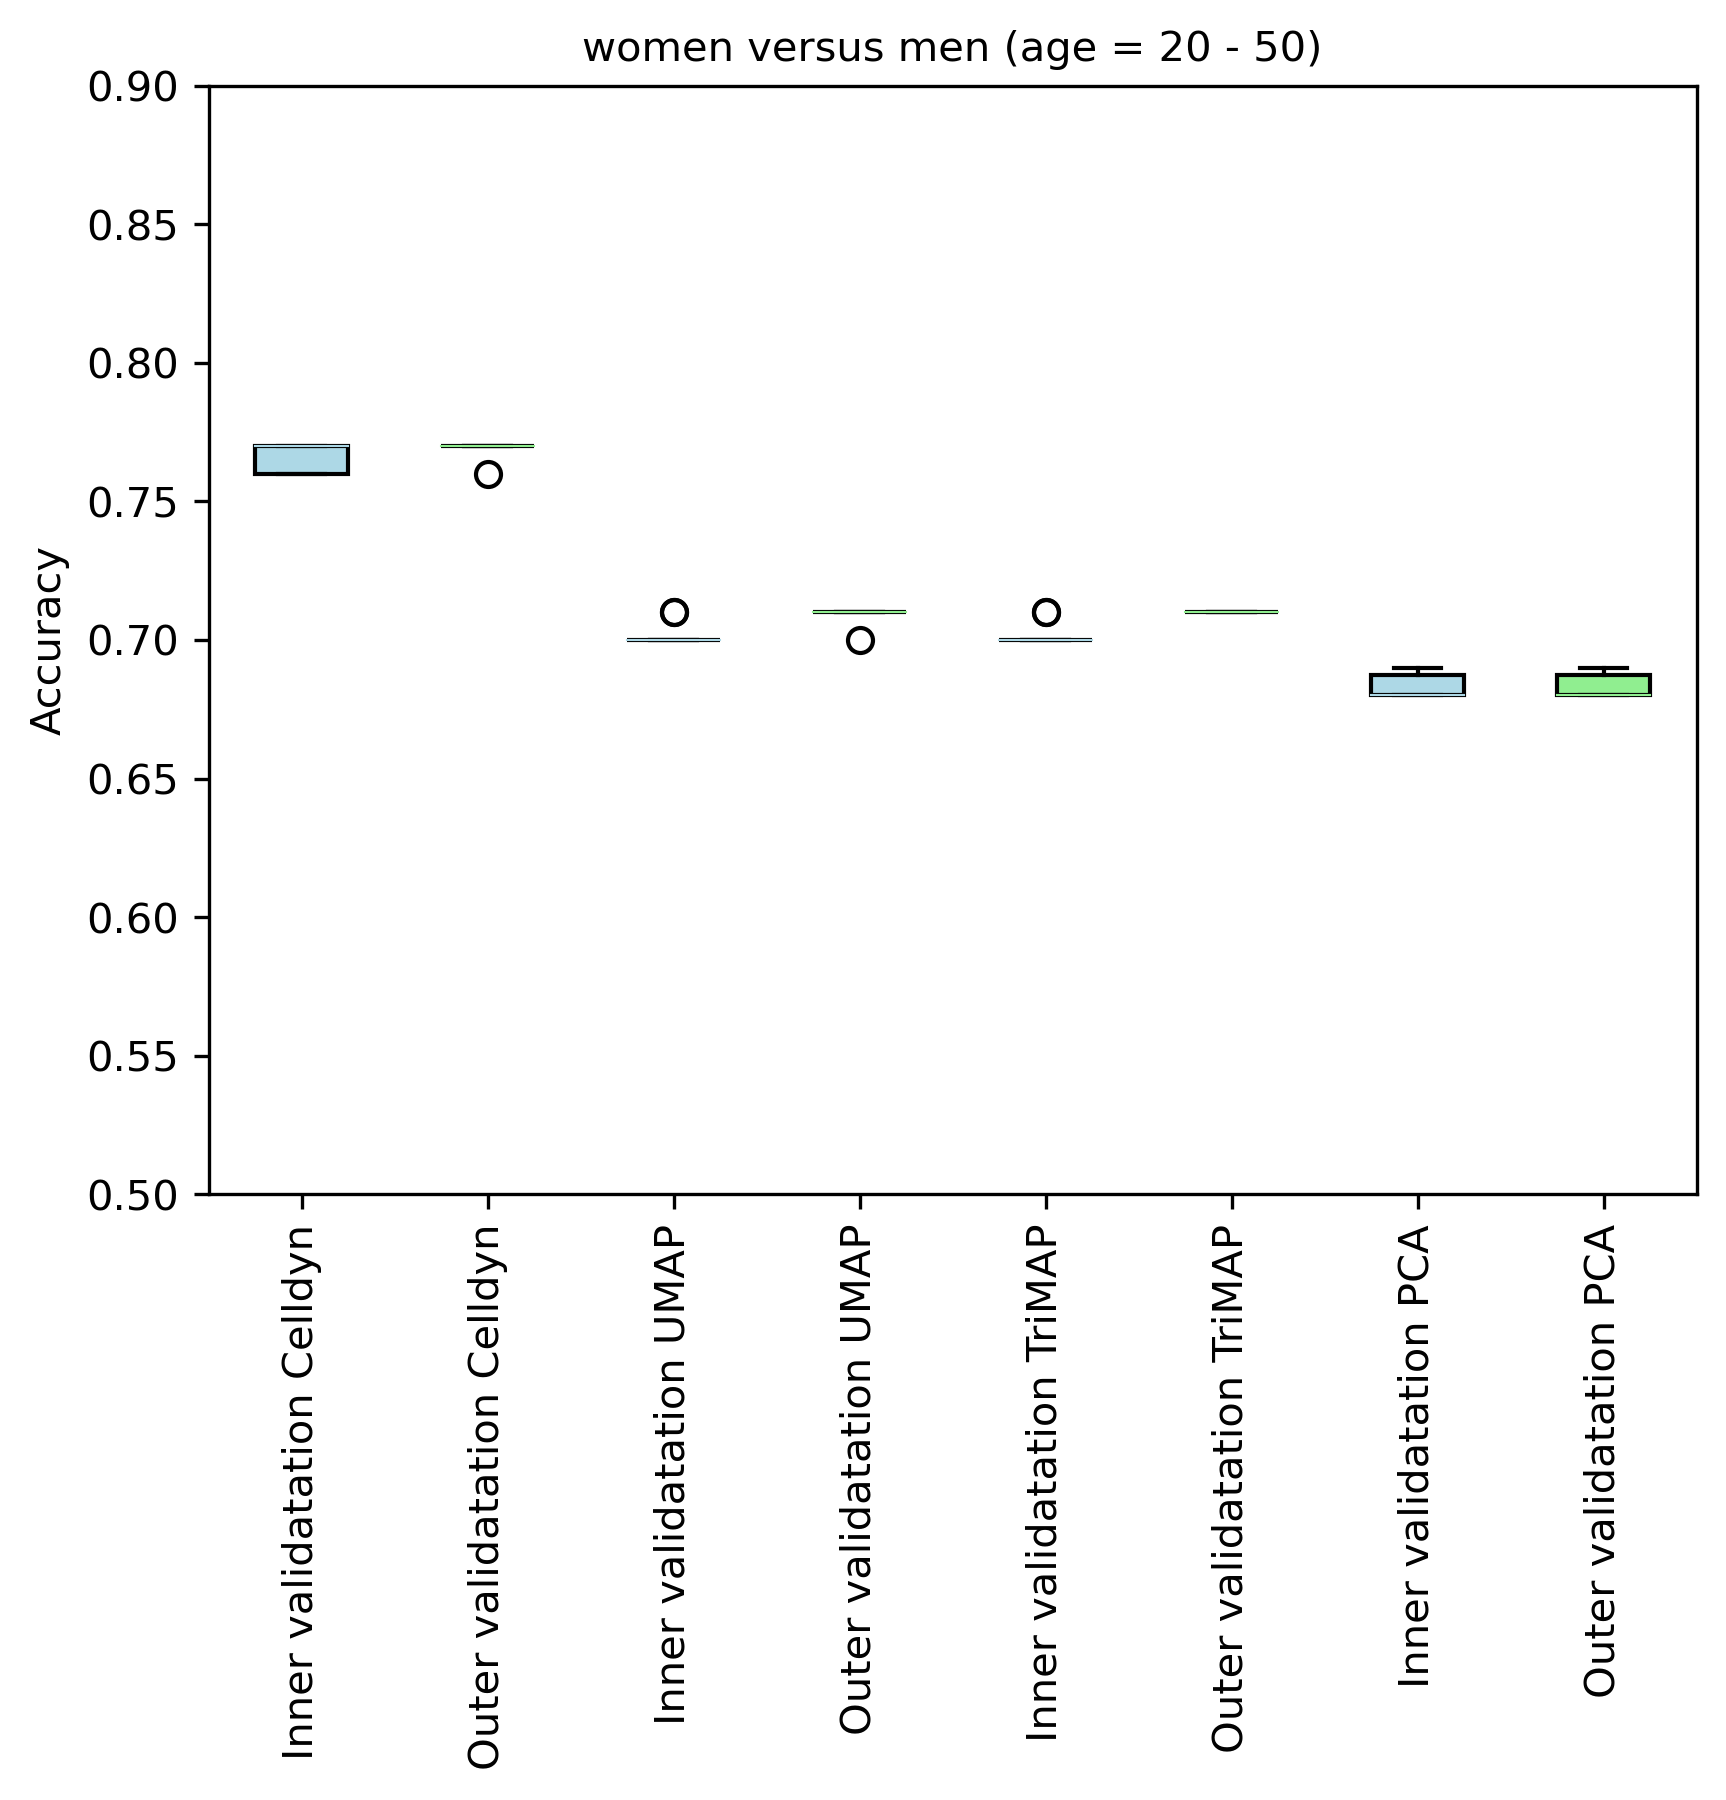 women versus men (age = 20 - 50)
0.90
0.85
0.80
0.75
0.70
0.65
0.60
0.55
0.50
Accuracy
Inner validatation Celldyn
Outer validatation Celldyn
Inner validatation UMAP
Outer validatation UMAP
Inner validatation TriMAP
Outer validatation TriMAP
Inner validatation PCA
Outer validatation PCA